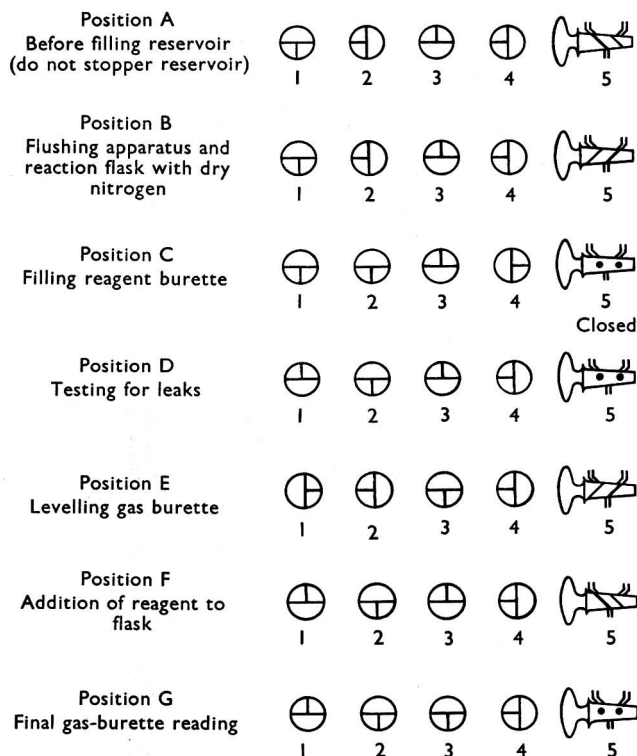 Position A
Before filling reservoir
(do not stopper reservoir)
1 2 3 4 5
Position B
Flushing apparatus and
reaction flask with dry
nitrogen
1 2 3 4 5
Position C
Filling reagent burette
1 2 3 4 5
Closed
Position D
Testing for leaks
1 2 3 4 5
Position E
Levelling gas burette
1 2 3 4 5
Position F
Addition of reagent to
flask
1 2 3 4 5
Position G
Final gas-burette reading
1 2 3 4 5